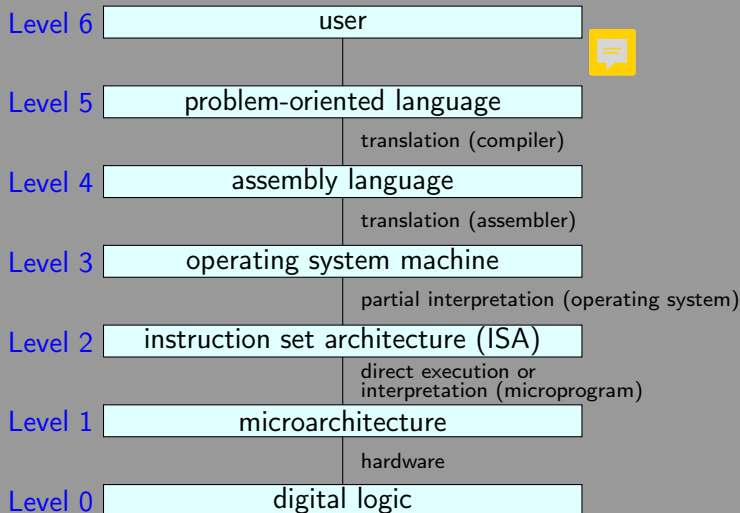 Level 6 user
Level 5 problem-oriented language
translation (compiler)
Level 4 assembly language
translation (assembler)
Level 3 operating system machine
partial interpretation (operating system)
Level 2 instruction set architecture (ISA)
direct execution or
interpretation (microprogram)
Level 1 microarchitecture
hardware
Level 0 digital logic